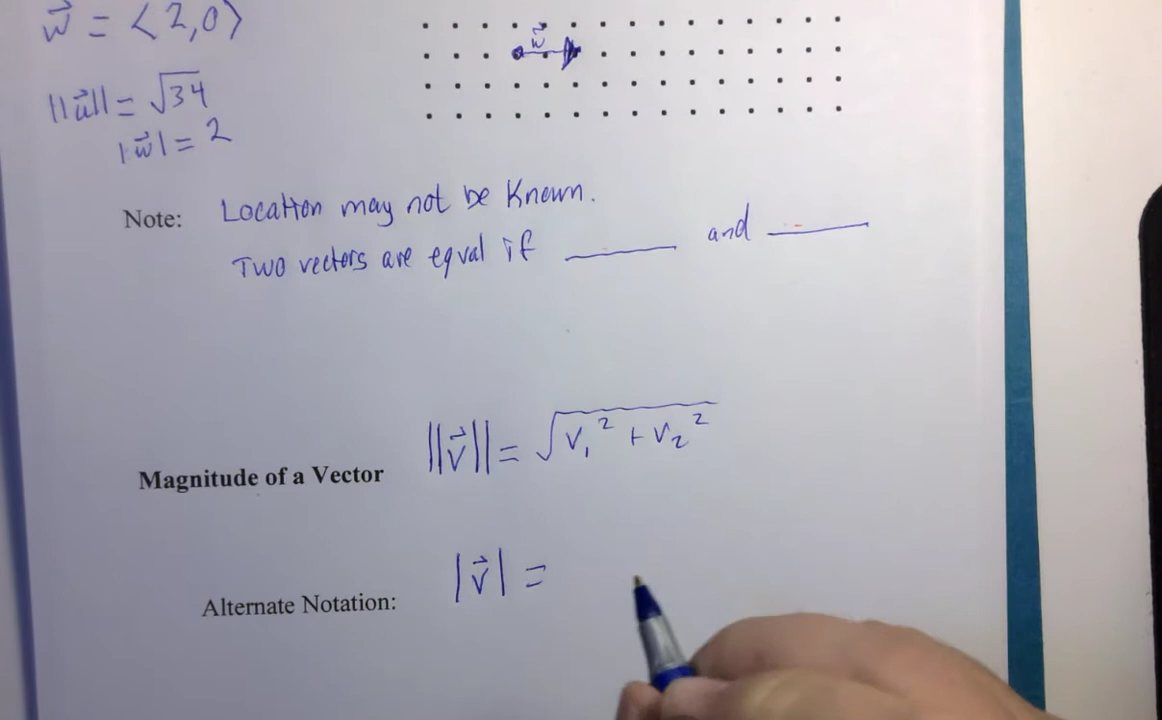 w⃗ = ⟨2,0⟩
w⃗
||u⃗|| = √34
|w⃗| = 2
Note: Location may not be Known.
Two vectors are equal if ______ and ______
Magnitude of a Vector ||v⃗|| = √(v₁² + v₂²)
Alternate Notation: |v⃗| =